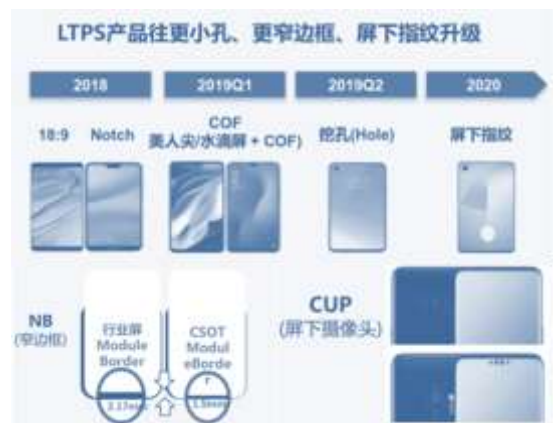 LTPS产品往更小孔、更窄边框、屏下指纹升级
2018
2019Q1
2019Q2
2020
18:9
Notch
COF
美人尖/水滴屏 + COF)
挖孔(Hole)
屏下指纹
NB
(窄边框)
行业屏
Module
Border
CSOT
Modul
eBorde
r
CUP
(屏下摄像头)